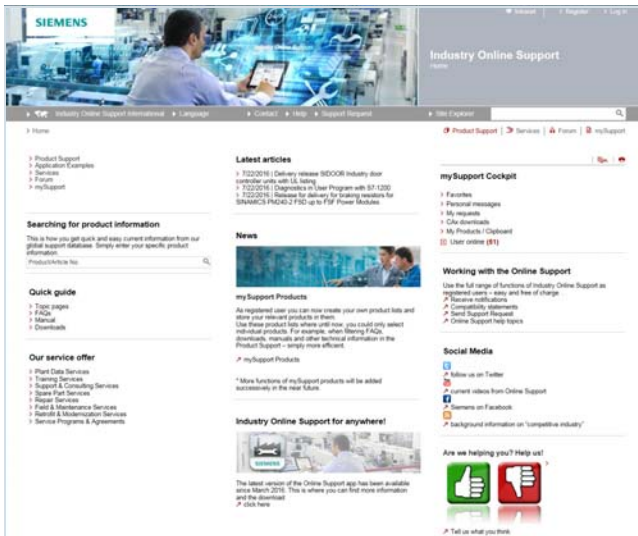 SIEMENS
Intranet
Register
Log in
Industry Online Support
Home
Industry Online Support International
Language
Contact
Help
Support Request
Site Explorer
Home
Product Support
Services
Forum
mySupport
Product Support
Application Examples
Services
Forum
mySupport
Searching for product information
This is how you get quick and easy current information from our
global support database. Simply enter your specific product
information.
Product/Article No.
Quick guide
Topic pages
FAQs
Manual
Downloads
Our service offer
Plant Data Services
Training Services
Support & Consulting Services
Spare Part Services
Repair Services
Field & Maintenance Services
Retrofit & Modernization Services
Service Programs & Agreements
Latest articles
7/22/2016 | Delivery release SIDOOR Industry door
controller units with UL listing
7/22/2016 | Diagnostics in User Program with S7-1200
7/22/2016 | Release for delivery for braking resistors for
SINAMICS PM240-2 FSD up to FSF Power Modules
News
mySupport Products
As registered user you can now create your own product lists and
store your relevant products in them.
Use these product lists where until now, you could only select
individual products. For example, when filtering FAQs,
downloads, manuals and other technical information in the
Product Support – simply more efficient.
mySupport Products
* More functions of mySupport products will be added
successively in the near future.
Industry Online Support for anywhere!
SIEMENS
The latest version of the Online Support app has been available
since March 2016. This is where you can find more information
and the download
click here
mySupport Cockpit
Favorites
Personal messages
My requests
CAx downloads
My Products / Clipboard
User online (51)
Working with the Online Support
Use the full range of functions of Industry Online Support as
registered users – easy and free of charge
Receive notifications
Compatibility statements
Send Support Request
Online Support help topics
Social Media
follow us on Twitter
current videos from Online Support
Siemens on Facebook
background information on "competitive industry"
Are we helping you? Help us!
Tell us what you think